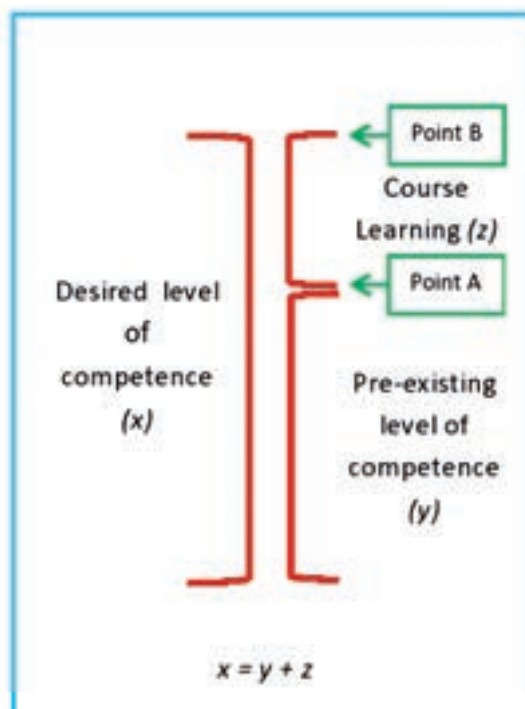 Point B
Course
Learning (z)
Point A
Desired level
of
competence
(x)
Pre-existing
level of
competence
(y)
x = y + z